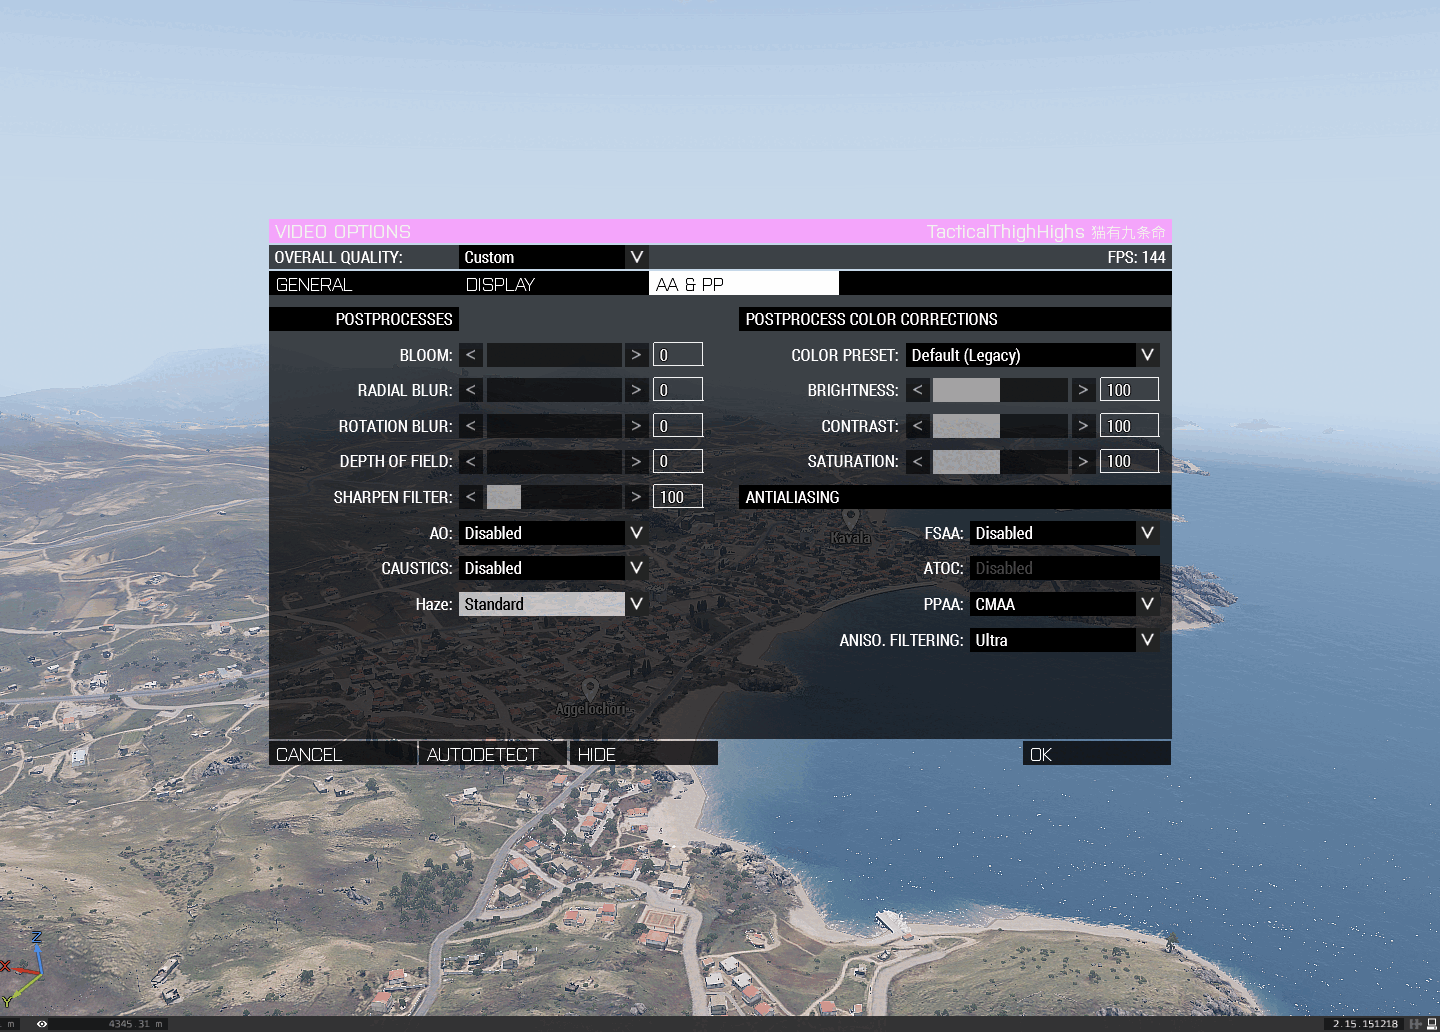 VIDEO OPTIONS TacticalThighHighs 猫有九条命
OVERALL QUALITY: Custom V FPS: 144
GENERAL DISPLAY AA & PP
POSTPROCESSES POSTPROCESS COLOR CORRECTIONS
BLOOM: < > 0 COLOR PRESET: Default (Legacy) V
RADIAL BLUR: < > 0 BRIGHTNESS: < > 100
ROTATION BLUR: < > 0 CONTRAST: < > 100
DEPTH OF FIELD: < > 0 SATURATION: < > 100
SHARPEN FILTER: < > 100 ANTIALIASING
Kavala
AO: Disabled V FSAA: Disabled V
CAUSTICS: Disabled V ATOC: Disabled
Haze: Standard V PPAA: CMAA V
ANISO. FILTERING: Ultra V
Aggelochori
CANCEL AUTODETECT HIDE OK
Z
X
Y
m 4345.31 m 2.15.151218